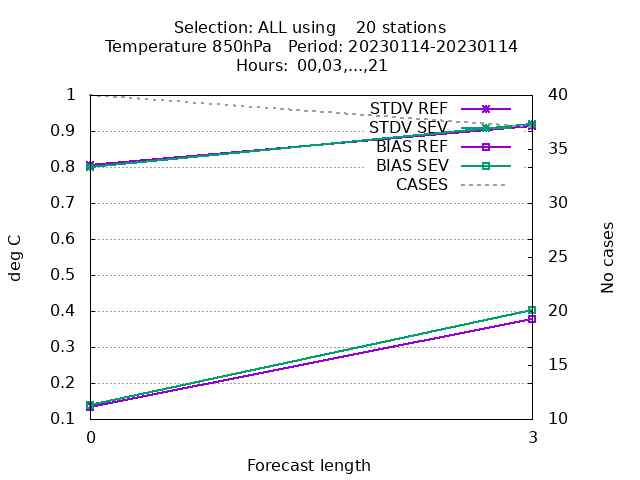 Selection: ALL using    20 stations
Temperature 850hPa   Period: 20230114-20230114
Hours: 00,03,...,21
1
0.9
0.8
0.7
0.6
0.5
0.4
0.3
0.2
0.1
deg C
STDV REF
STDV SEV
BIAS REF
BIAS SEV
CASES
40
35
30
25
20
15
10
No cases
0
3
Forecast length